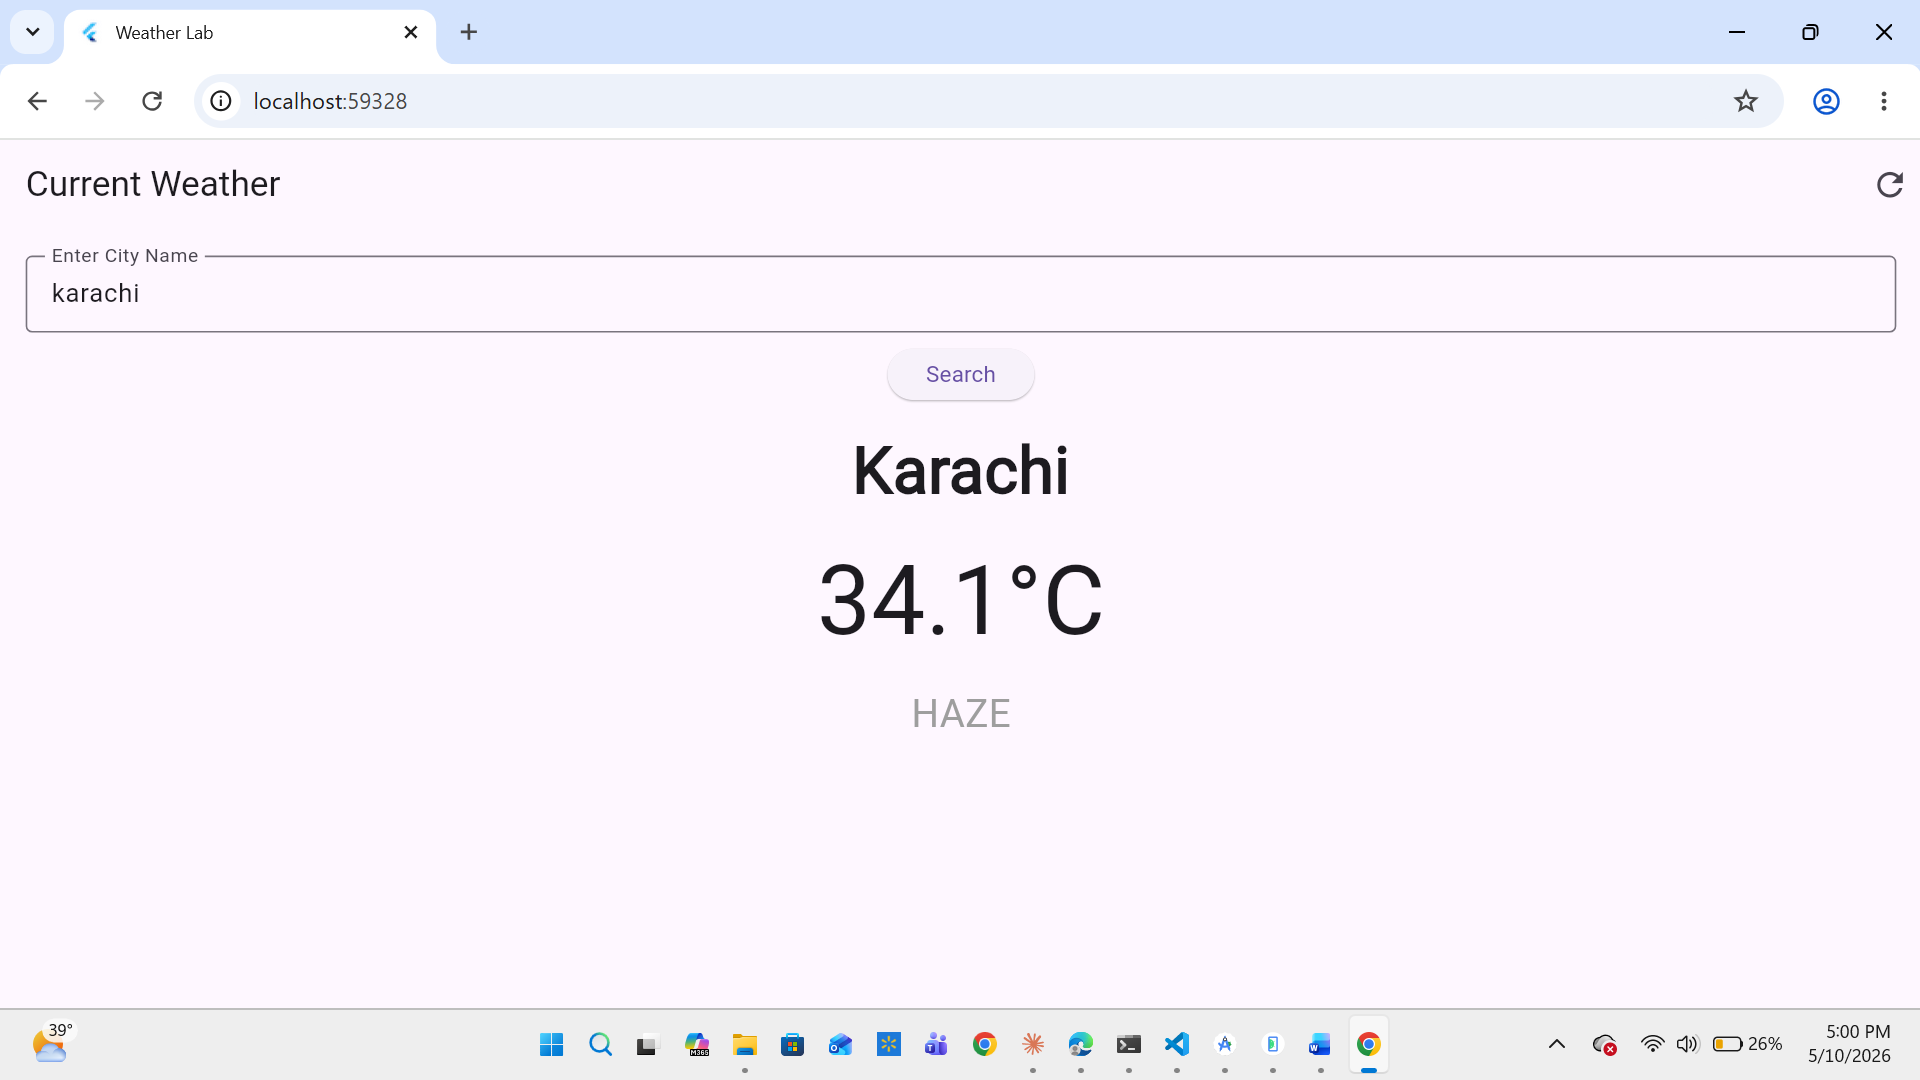 Weather Lab
localhost:59328
Current Weather
Enter City Name
karachi
Search
Karachi
34.1°C
HAZE
39°
M365
26%
5:00 PM
5/10/2026